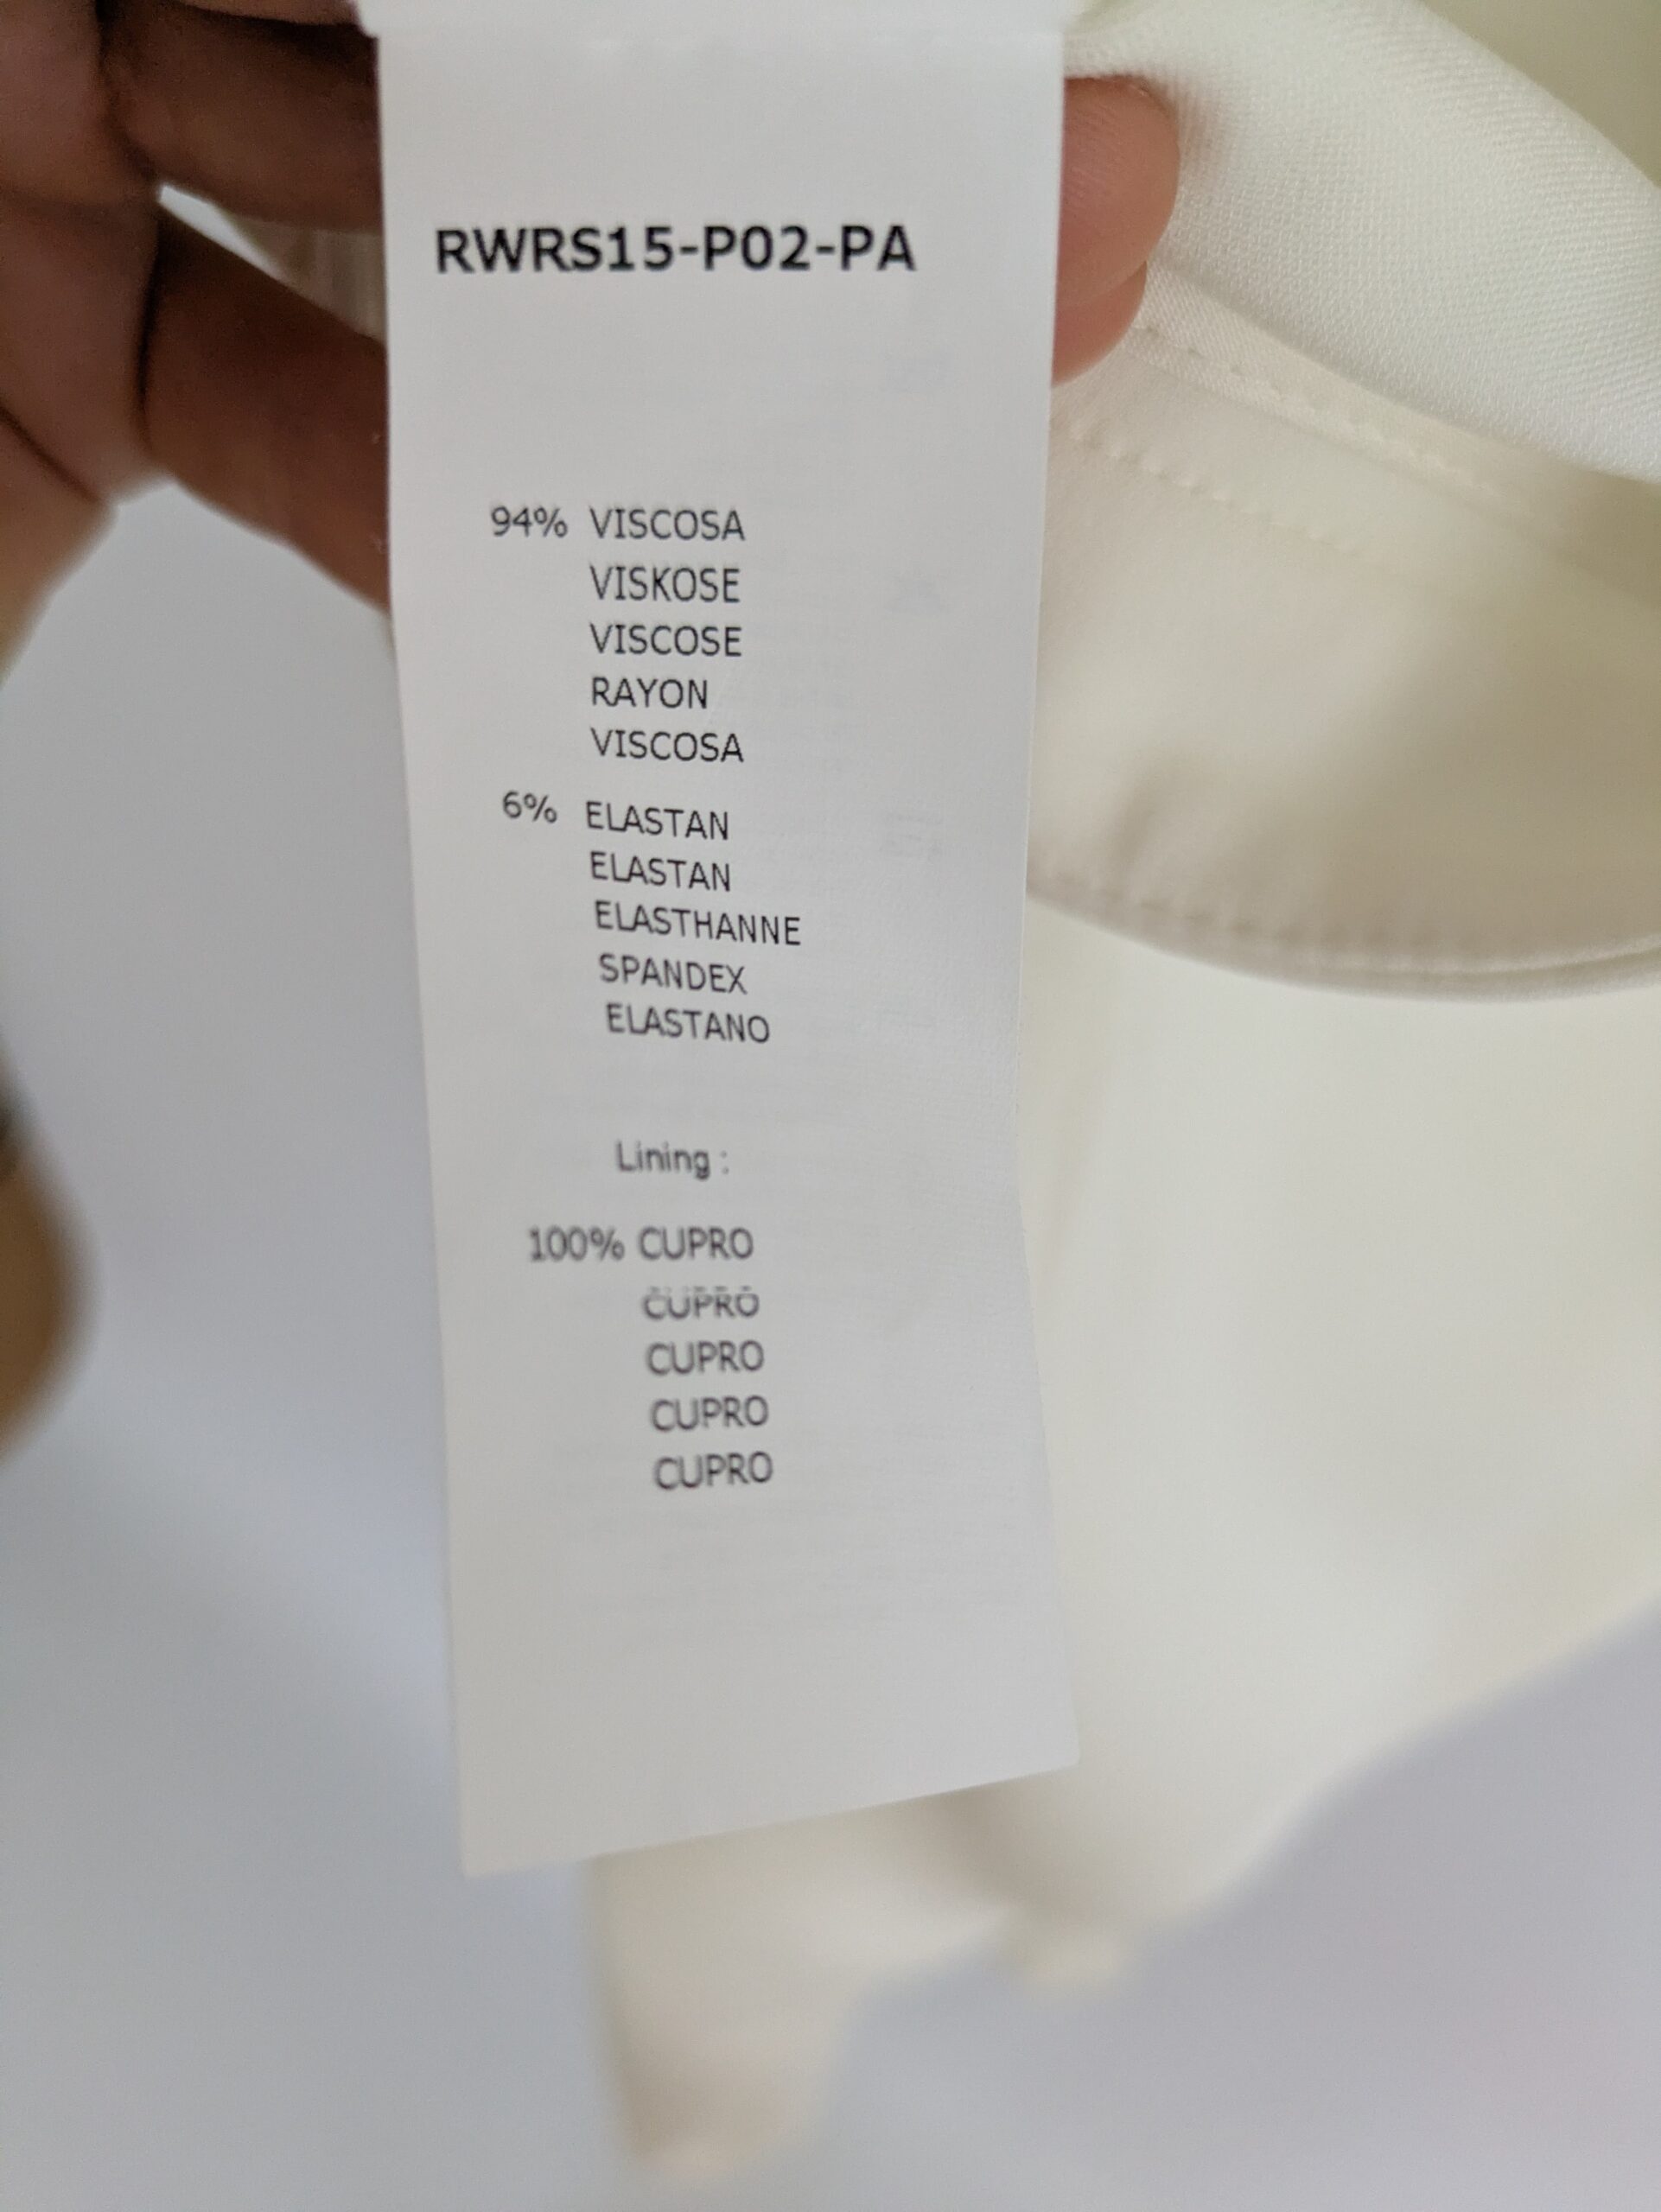 RWRS15-P02-PA
94% VISCOSA
VISKOSE
VISCOSE
RAYON
VISCOSA
6% ELASTAN
ELASTAN
ELASTHANNE
SPANDEX
ELASTANO
Lining :
100% CUPRO
CUPRO
CUPRO
CUPRO
CUPRO